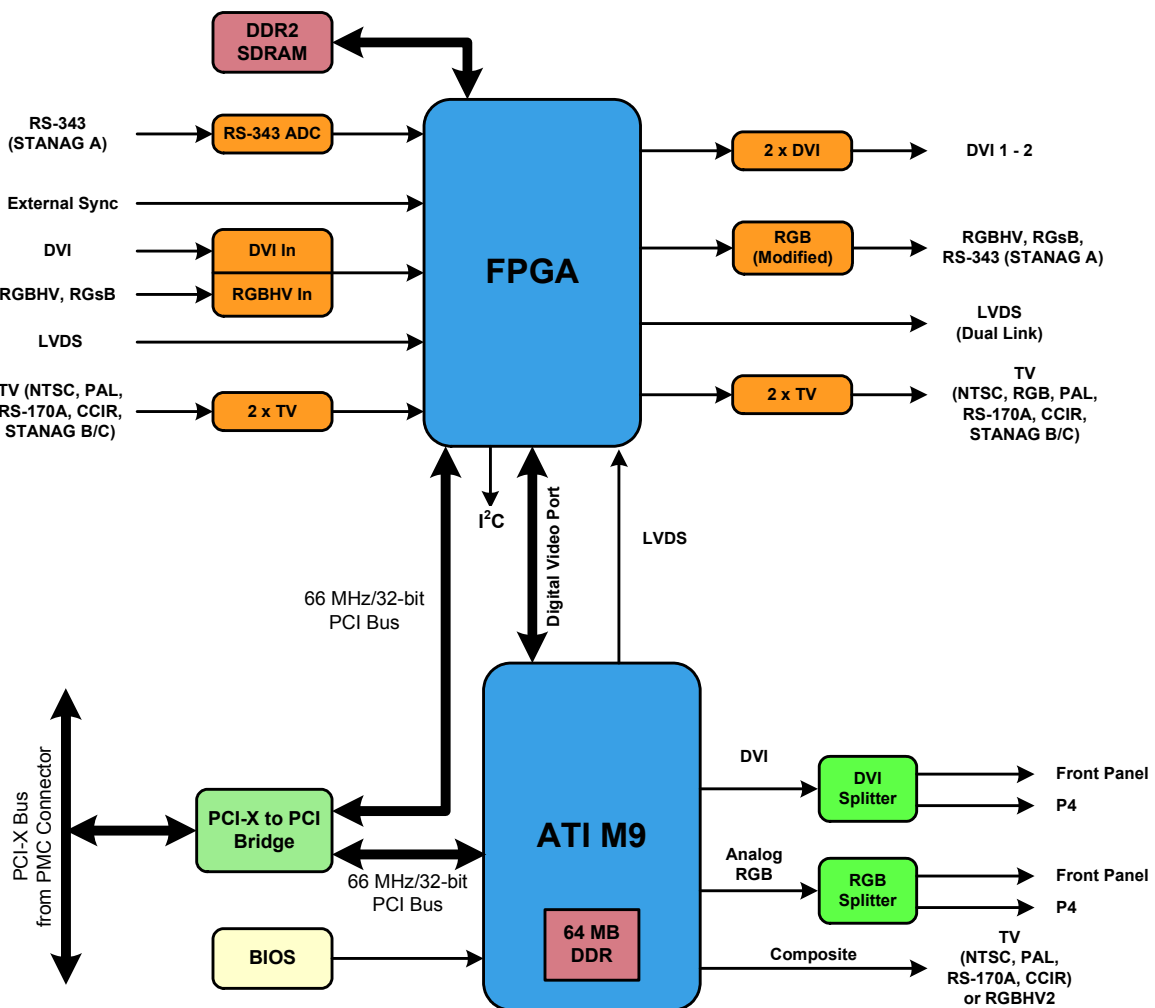 DDR2
SDRAM
RS-343
(STANAG A)
RS-343 ADC
2 x DVI
DVI 1 - 2
External Sync
DVI
DVI In
RGBHV, RGsB
RGBHV In
FPGA
RGB
(Modified)
RGBHV, RGsB,
RS-343 (STANAG A)
LVDS
LVDS
(Dual Link)
TV (NTSC, PAL,
RS-170A, CCIR,
STANAG B/C)
2 x TV
2 x TV
TV
(NTSC, RGB, PAL,
RS-170A, CCIR,
STANAG B/C)
I²C
Digital Video Port
LVDS
66 MHz/32-bit
PCI Bus
PCI-X Bus
from PMC Connector
PCI-X to PCI
Bridge
66 MHz/32-bit
PCI Bus
BIOS
ATI M9
64 MB
DDR
DVI
DVI
Splitter
Front Panel
P4
Analog
RGB
RGB
Splitter
Front Panel
P4
Composite
TV
(NTSC, PAL,
RS-170A, CCIR)
or RGBHV2